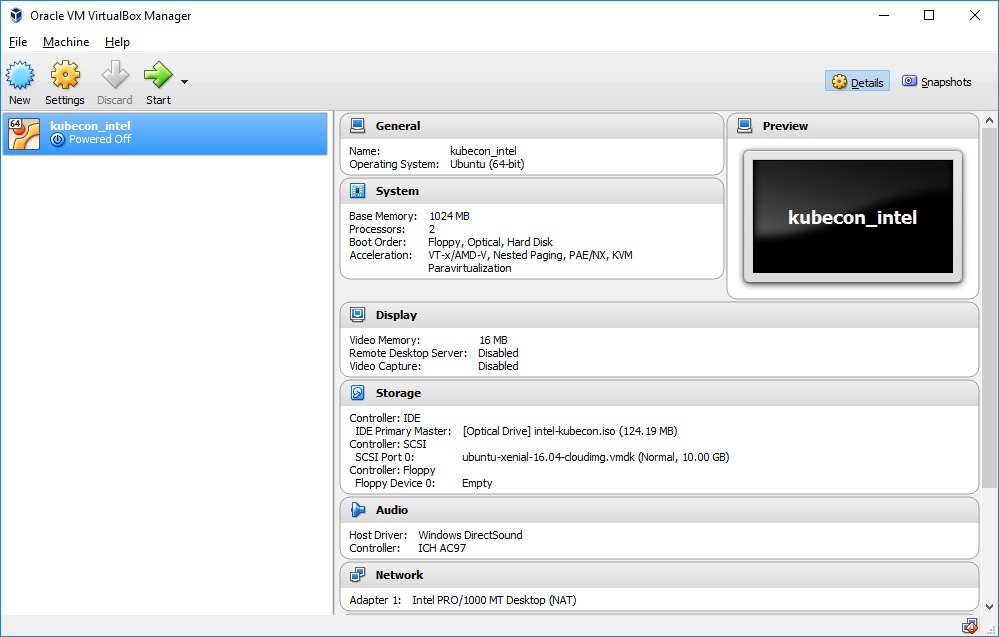 Oracle VM VirtualBox Manager
File Machine Help
New Settings Discard Start Details Snapshots
64 kubecon_intel
Powered Off
General
Name: kubecon_intel
Operating System: Ubuntu (64-bit)
System
Base Memory: 1024 MB
Processors: 2
Boot Order: Floppy, Optical, Hard Disk
Acceleration: VT-x/AMD-V, Nested Paging, PAE/NX, KVM
Paravirtualization
Preview
kubecon_intel
Display
Video Memory: 16 MB
Remote Desktop Server: Disabled
Video Capture: Disabled
Storage
Controller: IDE
IDE Primary Master: [Optical Drive] intel-kubecon.iso (124.19 MB)
Controller: SCSI
SCSI Port 0: ubuntu-xenial-16.04-cloudimg.vmdk (Normal, 10.00 GB)
Controller: Floppy
Floppy Device 0: Empty
Audio
Host Driver: Windows DirectSound
Controller: ICH AC97
Network
Adapter 1: Intel PRO/1000 MT Desktop (NAT)